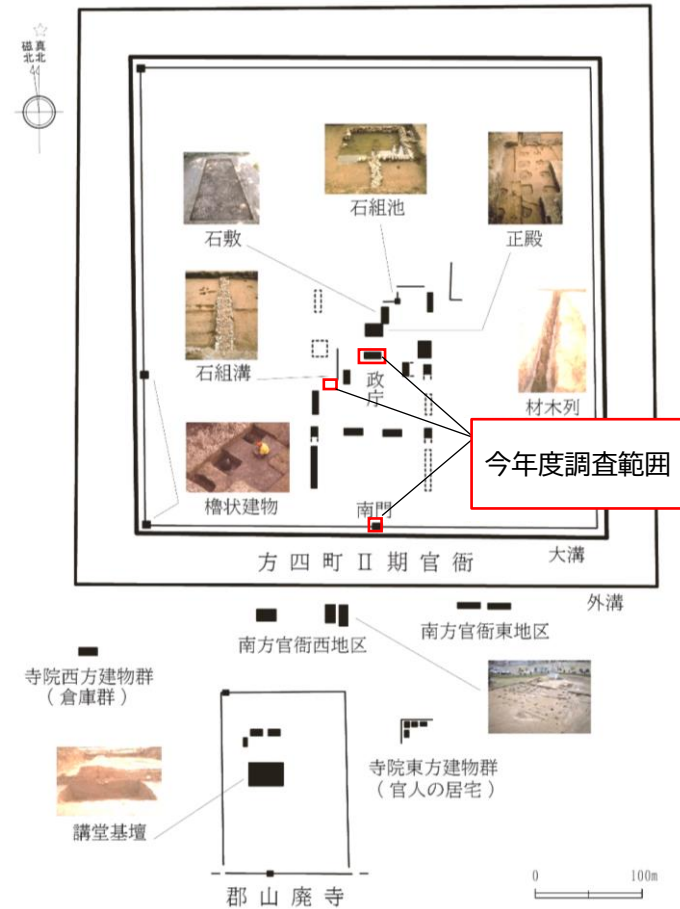 真北
磁北
石組池
石敷
正殿
石組溝
政庁
材木列
今年度調査範囲
櫓状建物
南門
方四町Ⅱ期官衙
大溝
外溝
南方官衙西地区
南方官衙東地区
寺院西方建物群
（倉庫群）
寺院東方建物群
（官人の居宅）
講堂基壇
郡山廃寺
0 100m